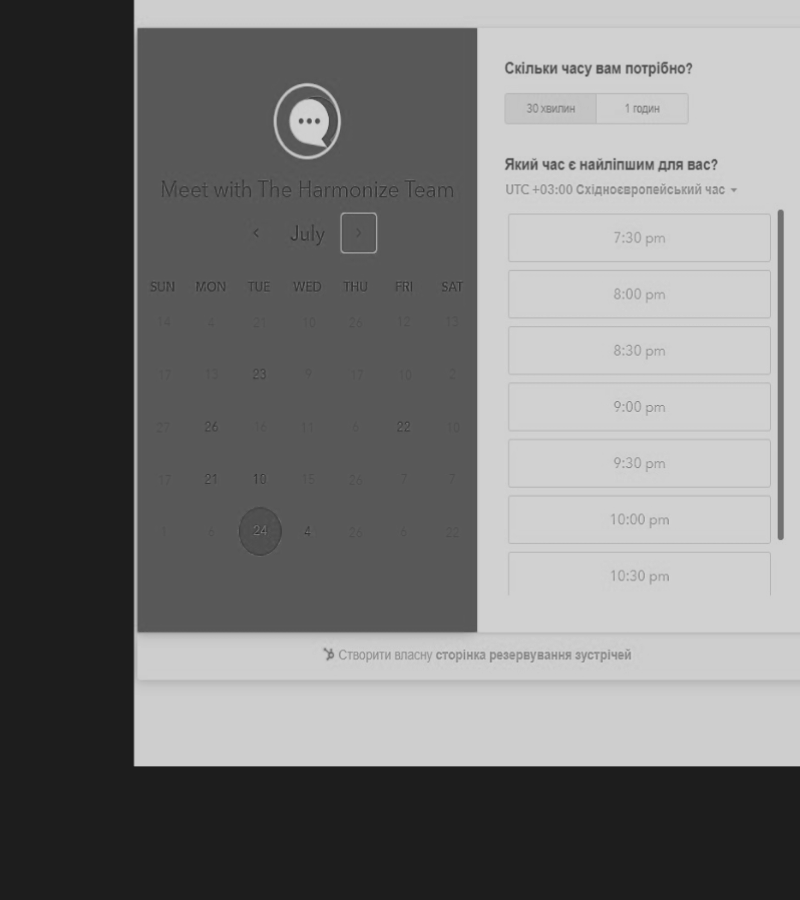 Meet with The Harmonize Team
July
SUN MON TUE WED THU FRI SAT
14 4 21 10 26 12 13
17 13 23 9 17 10 2
27 26 16 11 6 22 10
17 21 10 15 26 7 7
6 24 4 26 6 22
Скільки часу вам потрібно?
30 хвилин 1 годин
Який час є найліпшим для вас?
UTC +03:00 Східноєвропейський час
7:30 pm
8:00 pm
8:30 pm
9:00 pm
9:30 pm
10:00 pm
10:30 pm
Створити власну сторінка резервування зустрічей